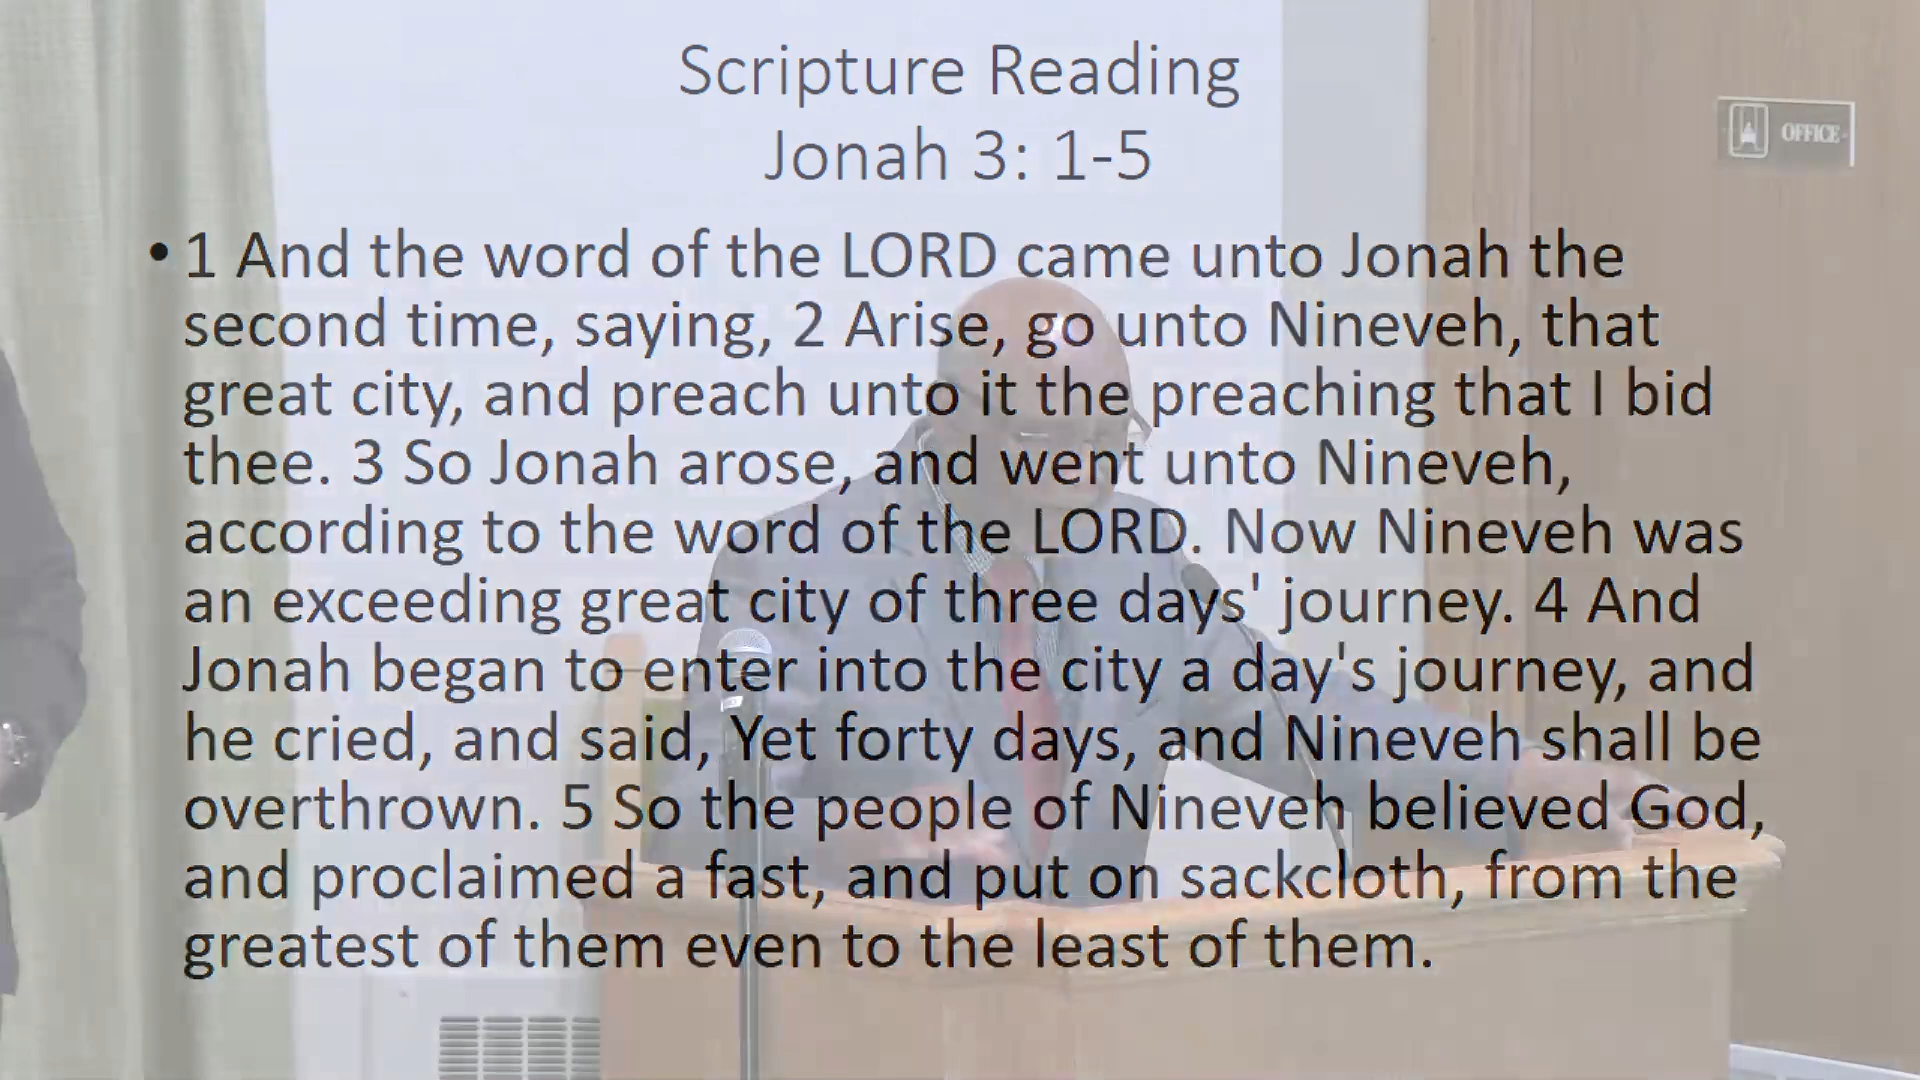 Scripture Reading
Jonah 3: 1-5
OFFICE
• 1 And the word of the LORD came unto Jonah the
second time, saying, 2 Arise, go unto Nineveh, that
great city, and preach unto it the preaching that I bid
thee. 3 So Jonah arose, and went unto Nineveh,
according to the word of the LORD. Now Nineveh was
an exceeding great city of three days' journey. 4 And
Jonah began to enter into the city a day's journey, and
he cried, and said, Yet forty days, and Nineveh shall be
overthrown. 5 So the people of Nineveh believed God,
and proclaimed a fast, and put on sackcloth, from the
greatest of them even to the least of them.